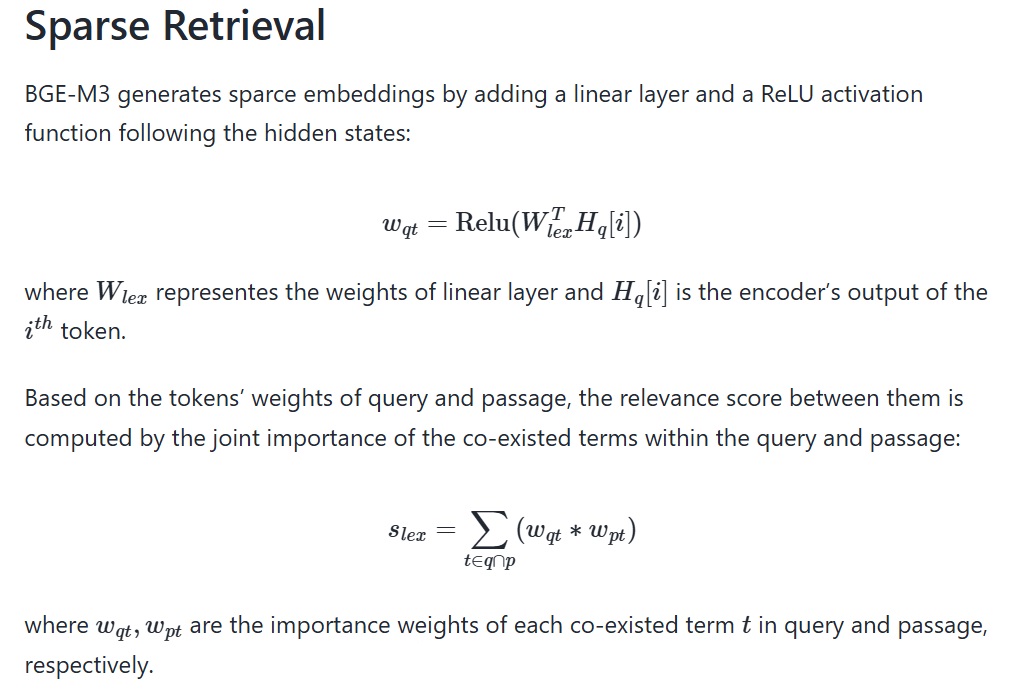 Sparse Retrieval
BGE-M3 generates sparce embeddings by adding a linear layer and a ReLU activation
function following the hidden states:
$w_{qt} = \text{Relu}(W_{lex}^T H_q[i])$
where $W_{lex}$ representes the weights of linear layer and $H_q[i]$ is the encoder’s output of the
$i^{th}$ token.
Based on the tokens’ weights of query and passage, the relevance score between them is
computed by the joint importance of the co-existed terms within the query and passage:
$s_{lex} = \sum_{t \in q \cap p} (w_{qt} * w_{pt})$
where $w_{qt}, w_{pt}$ are the importance weights of each co-existed term $t$ in query and passage,
respectively.